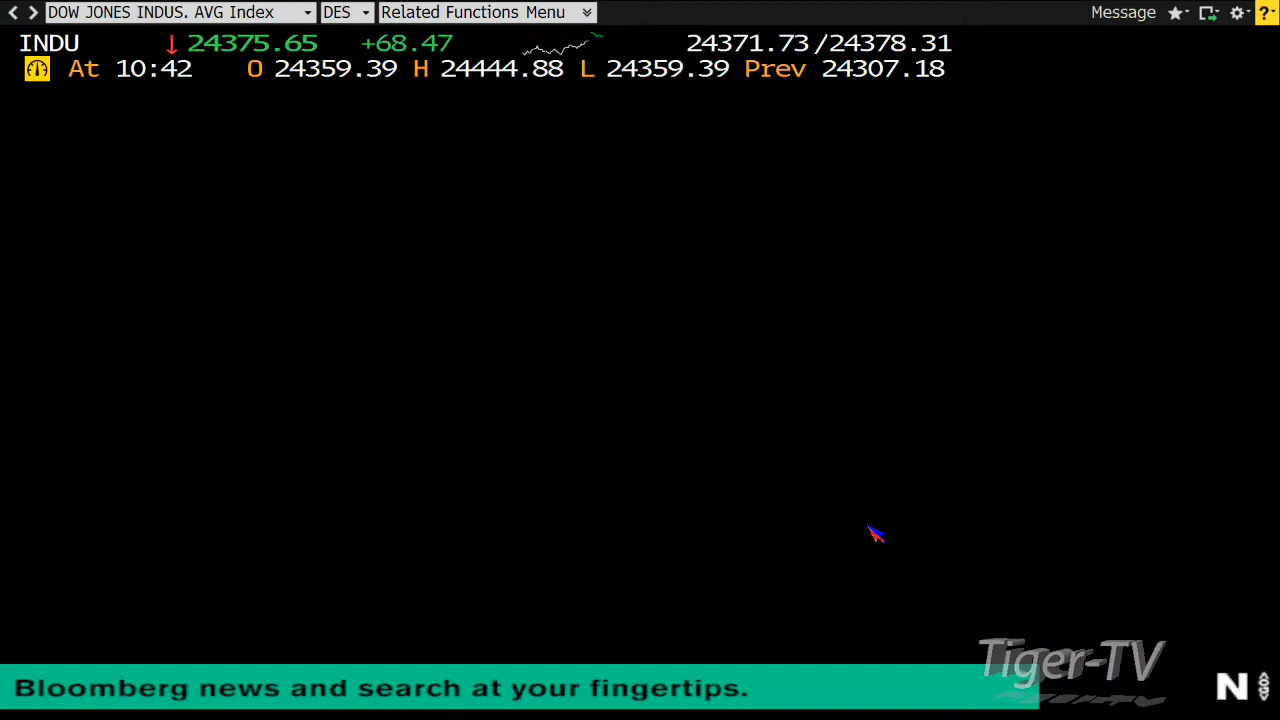 DOW JONES INDUS. AVG Index DES Related Functions Menu Message ?
INDU ↓ 24375.65 +68.47 24371.73/24378.31
At 10:42 O 24359.39 H 24444.88 L 24359.39 Prev 24307.18
Tiger-TV
Bloomberg news and search at your fingertips.
N